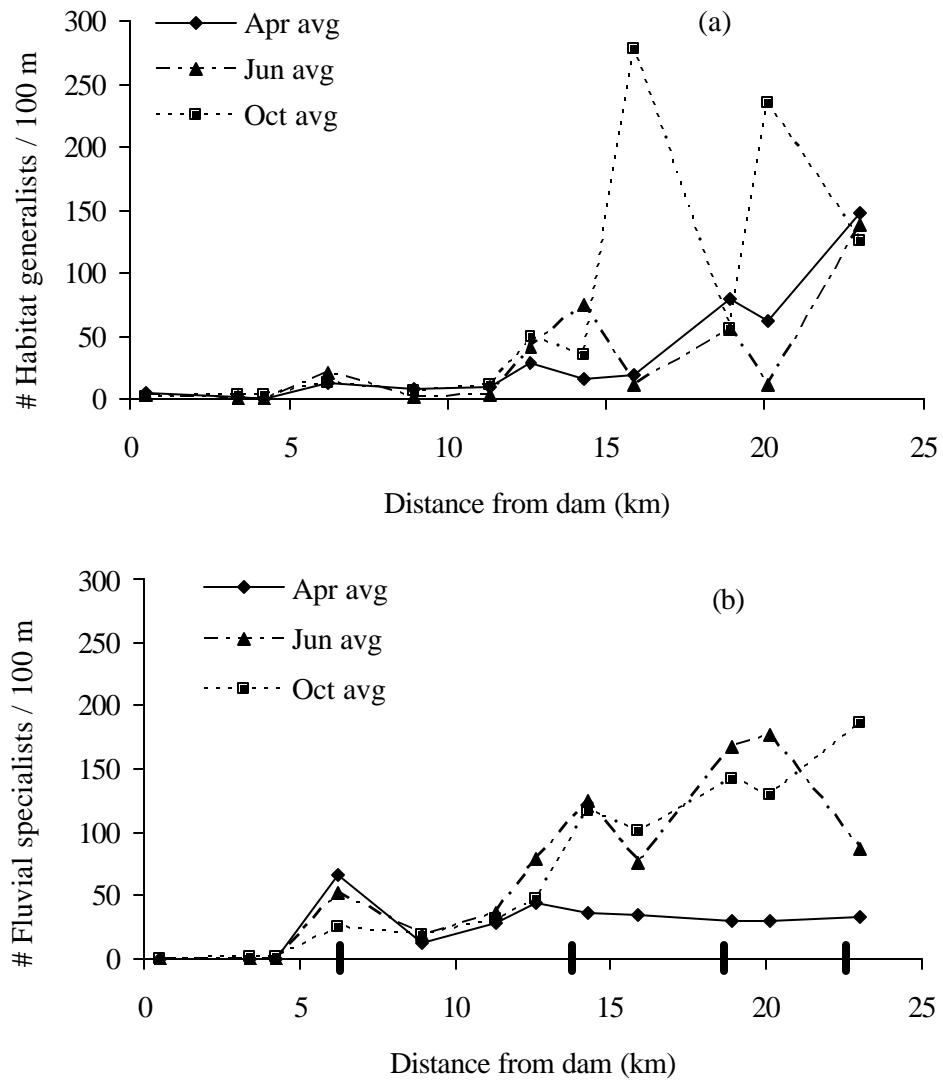 (a)
Apr avg
Jun avg
Oct avg
# Habitat generalists / 100 m
300
250
200
150
100
50
0
0 5 10 15 20 25
Distance from dam (km)
(b)
Apr avg
Jun avg
Oct avg
# Fluvial specialists / 100 m
300
250
200
150
100
50
0
0 5 10 15 20 25
Distance from dam (km)